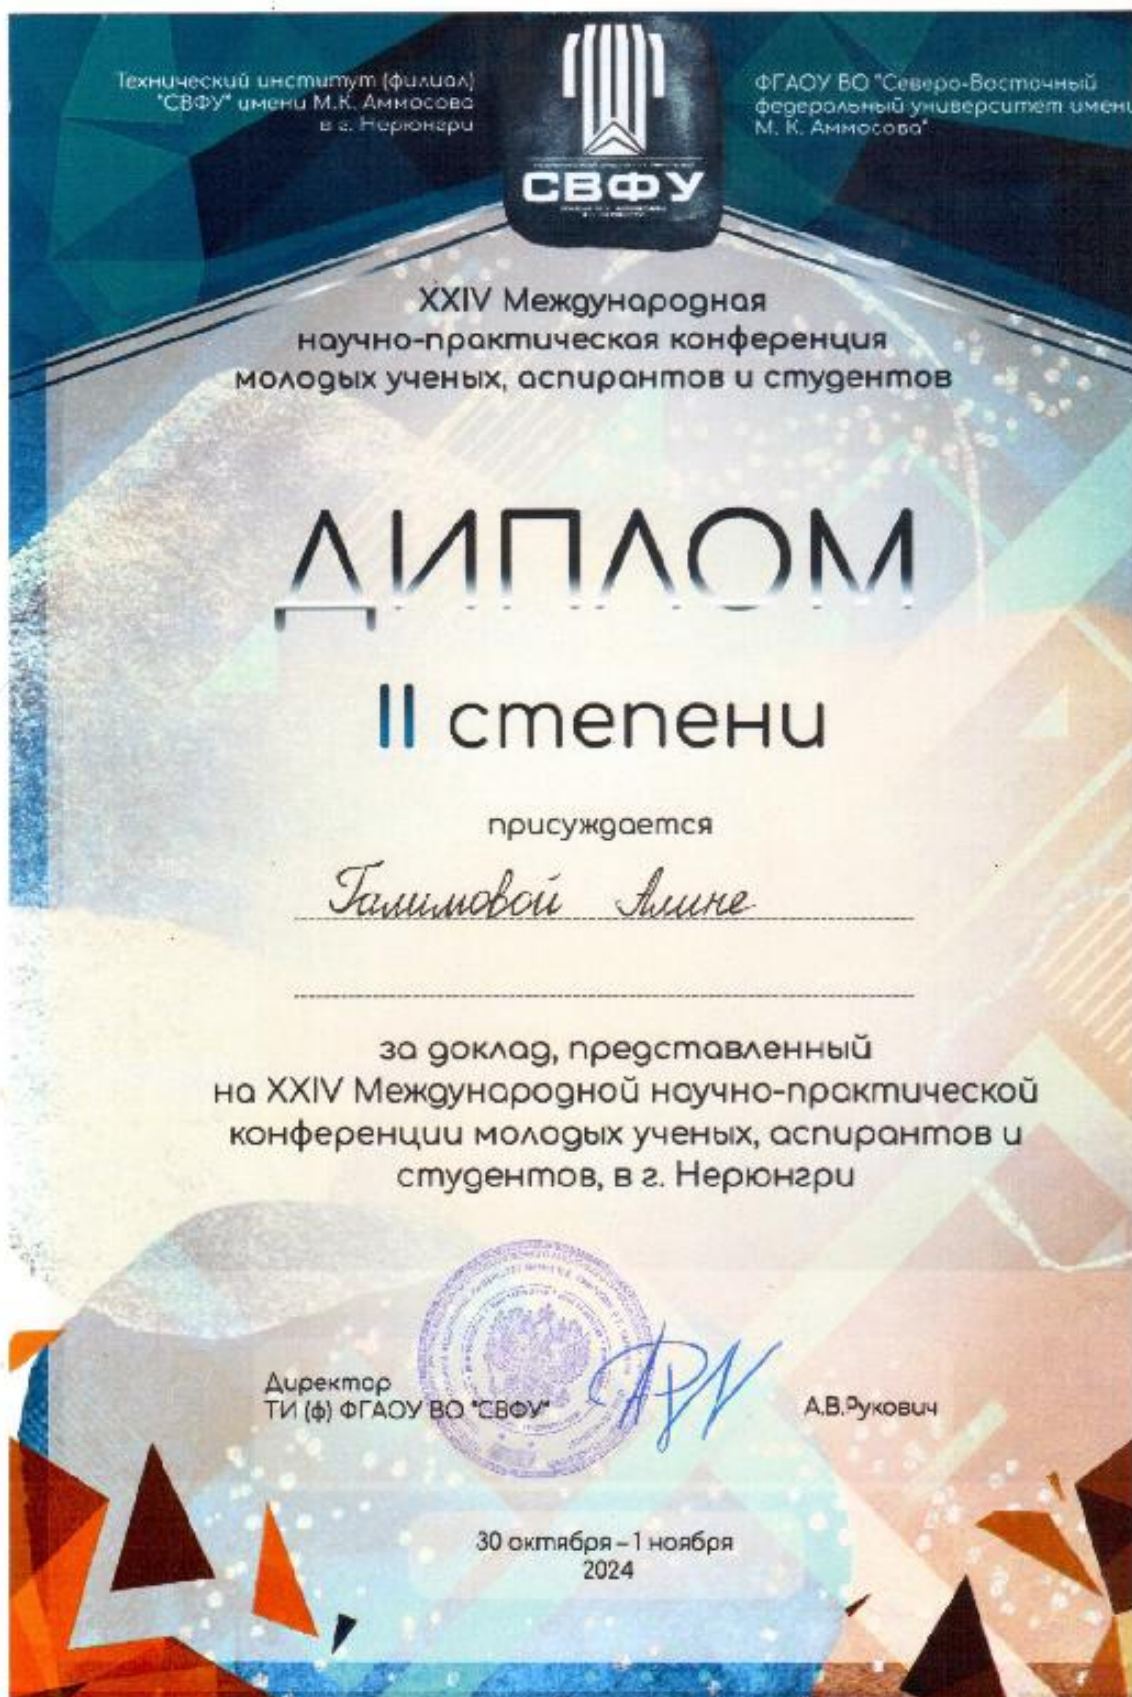 Технический институт (филиал)
"СВФУ" имени М.К. Аммосова
в г. Нерюнгри
ФГАОУ ВО "Северо-Восточный
федеральный университет имени
М. К. Аммосова"
СВФУ
XXIV Международная
научно-практическая конференция
молодых ученых, аспирантов и студентов
ДИПЛОМ
II степени
присуждается
Галимовой Алине
за доклад, представленный
на XXIV Международной научно-практической
конференции молодых ученых, аспирантов и
студентов, в г. Нерюнгри
Директор
ТИ (ф) ФГАОУ ВО "СВФУ"
А.В.Рукович
30 октября – 1 ноября
2024